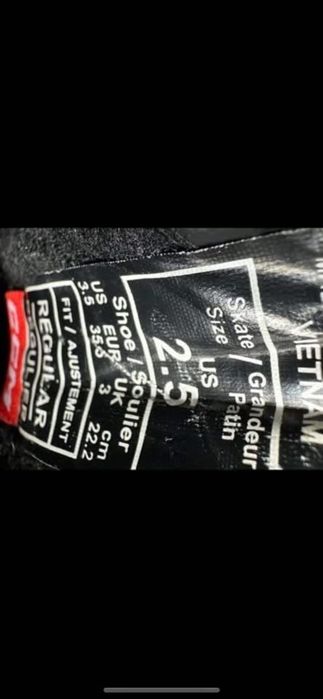 VIETNAM
Skate / Grandeur
Size US Patin
2.5
Shoe / Soulier
US EUR UK cm
3.5 35.5 3 22.2
FIT / AJUSTEMENT
REGULAR
CCM